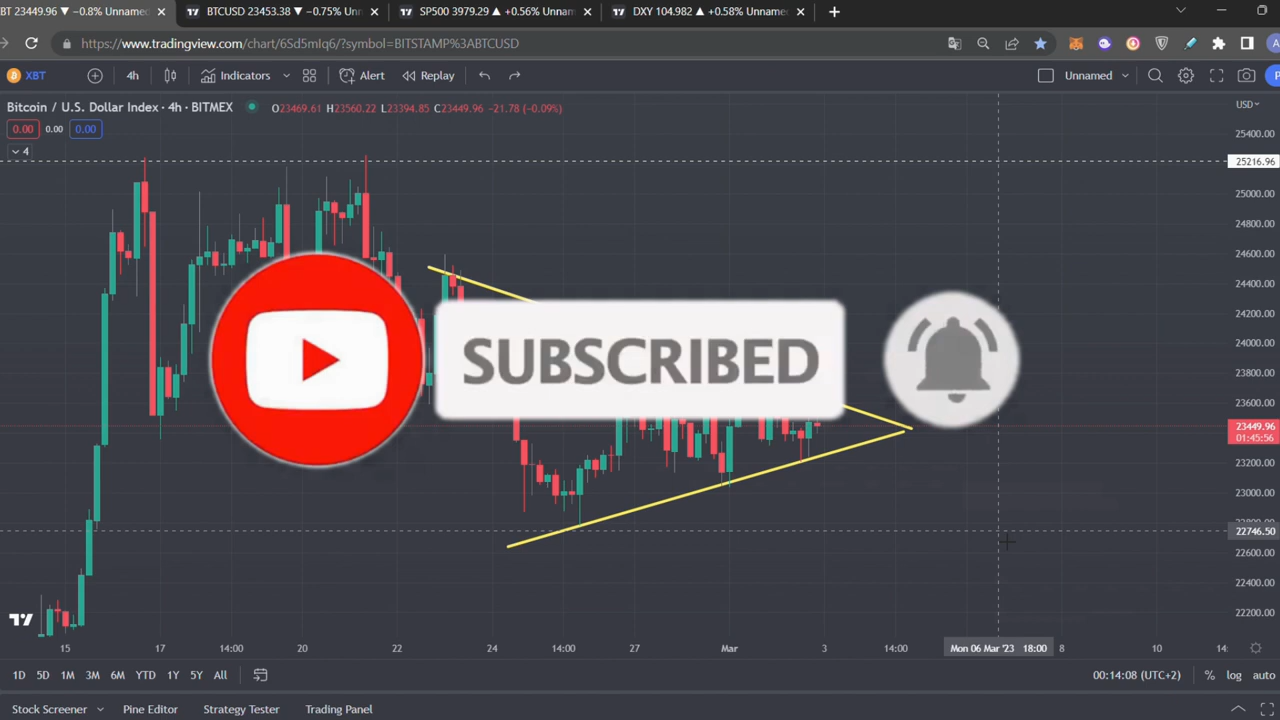 BT 23449.96 ▼ −0.8% Unnamed
BTCUSD 23453.38 ▼ −0.75% Unn
SP500 3979.29 ▲ +0.56% Unnam
DXY 104.982 ▲ +0.58% Unname
https://www.tradingview.com/chart/6Sd5mIq6/?symbol=BITSTAMP%3ABTCUSD
XBT 4h Indicators Alert Replay Unnamed
Bitcoin / U.S. Dollar Index · 4h · BITMEX O23469.61 H23560.22 L23394.85 C23449.96 −21.78 (−0.09%)
USD
0.00 0.00 0.00
4
25400.00
25216.96
25000.00
24800.00
24600.00
24400.00
24200.00
24000.00
23800.00
23600.00
23449.96
01:45:56
23200.00
23000.00
22746.50
22600.00
22400.00
22200.00
SUBSCRIBED
15 17 14:00 20 22 24 14:00 27 Mar 3 14:00 Mon 06 Mar '23 18:00 8 10 14:
1D 5D 1M 3M 6M YTD 1Y 5Y All 00:14:08 (UTC+2) % log auto
Stock Screener Pine Editor Strategy Tester Trading Panel